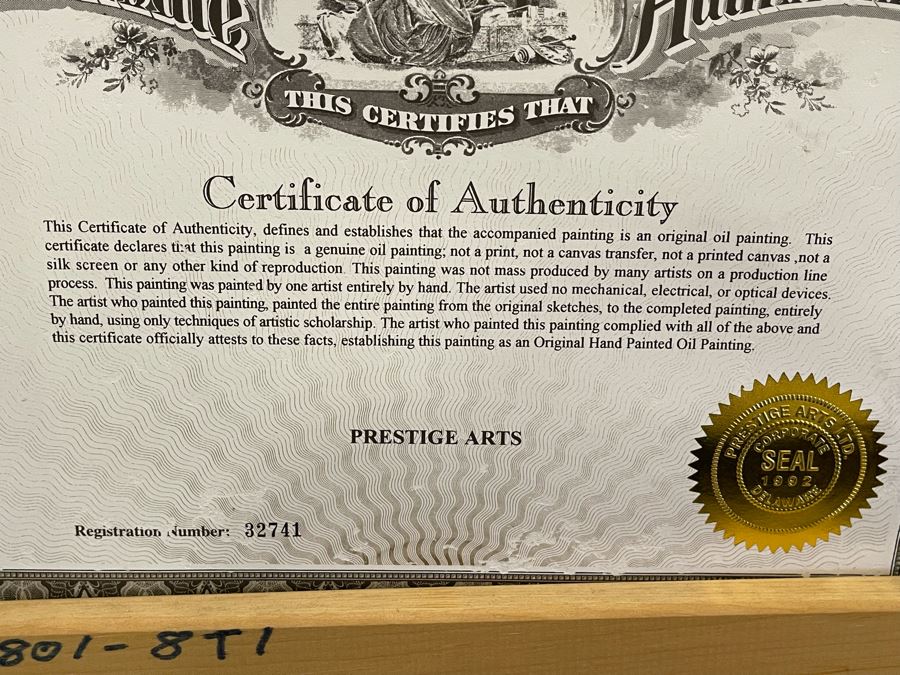 THIS CERTIFIES THAT
Certificate of Authenticity
This Certificate of Authenticity, defines and establishes that the accompanied painting is an original oil painting. This
certificate declares that this painting is a genuine oil painting; not a print, not a canvas transfer, not a printed canvas ,not a
silk screen or any other kind of reproduction. This painting was not mass produced by many artists on a production line
process. This painting was painted by one artist entirely by hand. The artist used no mechanical, electrical, or optical devices.
The artist who painted this painting, painted the entire painting from the original sketches, to the completed painting, entirely
by hand, using only techniques of artistic scholarship. The artist who painted this painting complied with all of the above and
this certificate officially attests to these facts, establishing this painting as an Original Hand Painted Oil Painting.
PRESTIGE ARTS
PRESTIGE ARTS LTD.
CORPORATE
SEAL
1992
DELAWARE
Registration Number: 32741
801-8T1